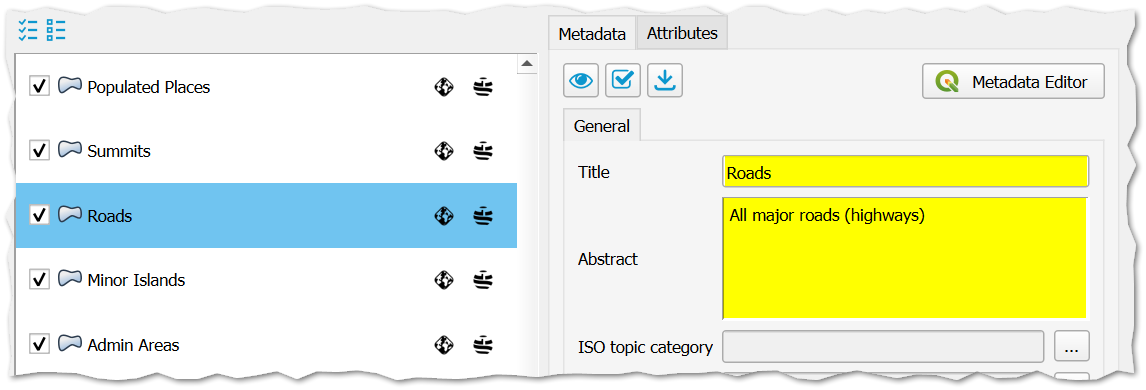 Metadata
Attributes
Metadata Editor
Populated Places
Summits
Roads
Minor Islands
Admin Areas
General
Title
Roads
Abstract
All major roads (highways)
ISO topic category
...